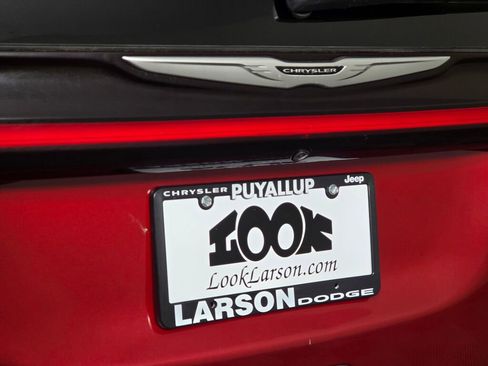 CHRYSLER
CHRYSLER PUYALLUP Jeep
LOOK
LookLarson.com
LARSON DODGE